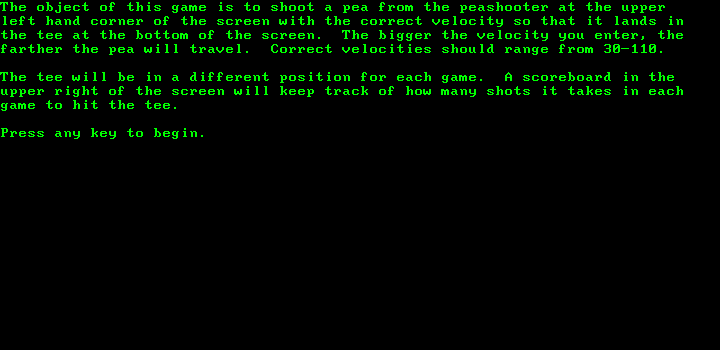 The object of this game is to shoot a pea from the peashooter at the upper
left hand corner of the screen with the correct velocity so that it lands in
the tee at the bottom of the screen.  The bigger the velocity you enter, the
farther the pea will travel.  Correct velocities should range from 30-110.
The tee will be in a different position for each game.  A scoreboard in the
upper right of the screen will keep track of how many shots it takes in each
game to hit the tee.
Press any key to begin.